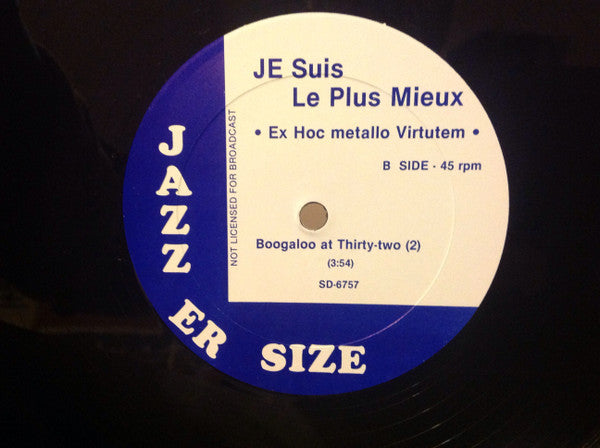 JE Suis
Le Plus Mieux
• Ex Hoc metallo Virtutem •
B SIDE - 45 rpm
NOT LICENSED FOR BROADCAST
Boogaloo at Thirty-two (2)
(3:54)
SD-6757
JAZZ ER SIZE